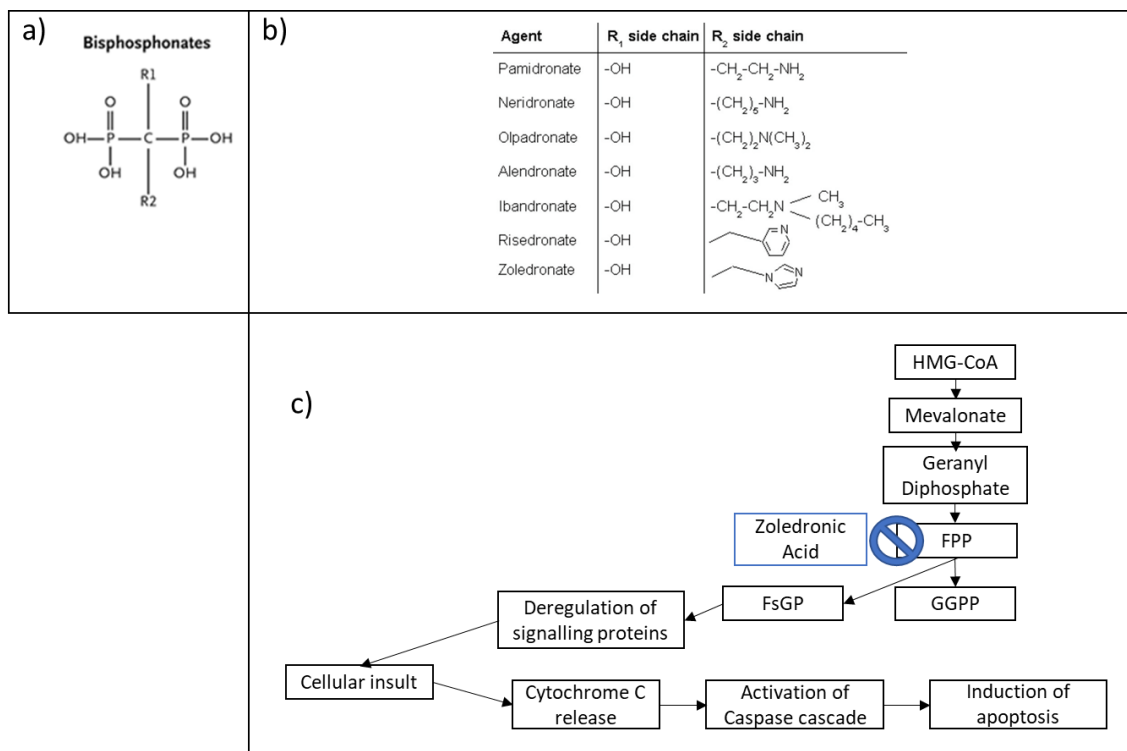 a)
Bisphosphonates
R1
O O
OH P C P OH
OH OH
R2
b)
Agent R₁ side chain R₂ side chain
Pamidronate -OH -CH₂-CH₂-NH₂
Neridronate -OH -(CH₂)₅-NH₂
Olpadronate -OH -(CH₂)₂N(CH₃)₂
Alendronate -OH -(CH₂)₃-NH₂
Ibandronate -OH -CH₂-CH₂N CH₃
(CH₂)₄-CH₃
Risedronate -OH N
Zoledronate -OH N N
c)
HMG-CoA
Mevalonate
Geranyl
Diphosphate
Zoledronic
Acid
FPP
FsGP
GGPP
Deregulation of
signalling proteins
Cellular insult
Cytochrome C
release
Activation of
Caspase cascade
Induction of
apoptosis